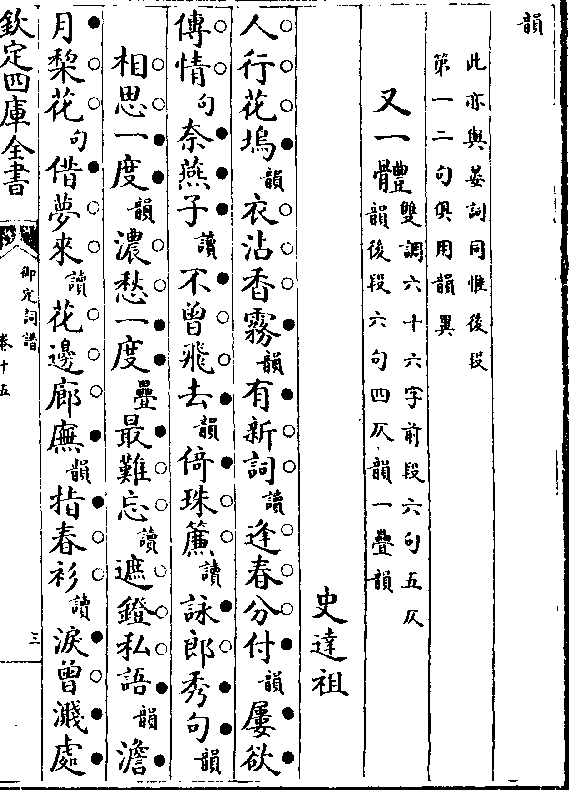 韻
此亦與晏詞同惟後段
第一二句俱用韻異
又一體 雙調六十六字前段六句五仄
韻後段六句四仄韻一疊韻
史達祖
人行花塢韻衣沾香霧韻有新詞讀逢春分付韻屢欲
傳情句奈燕子讀不曾飛去韻倚珠簾讀詠郎秀句韻
相思一度韻濃愁一度疊最難忘讀遮鐙私語韻澹
月棃花句借夢來讀花邊廊廡韻指春衫讀淚曾濺處
欽定四庫全書
御定詞譜
卷十五
三